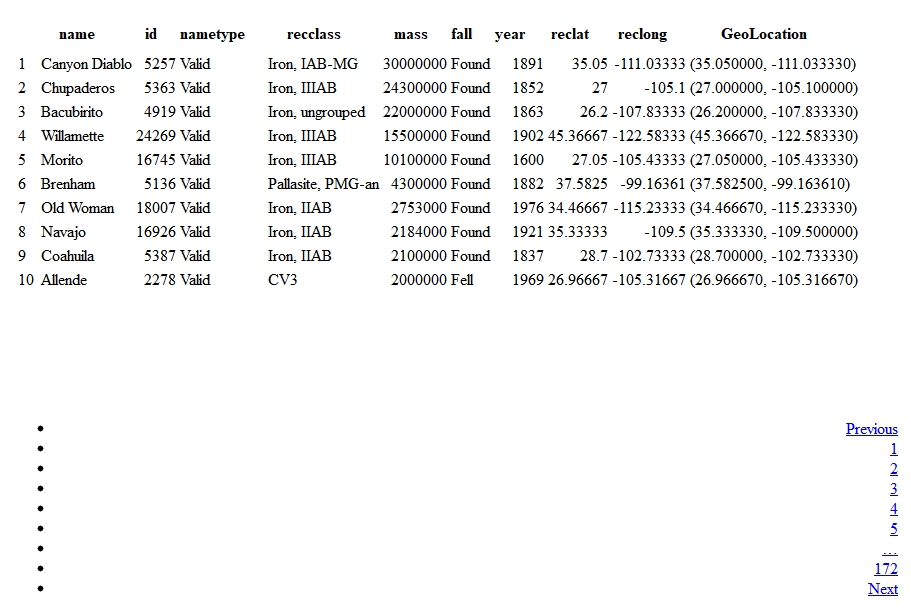 name id nametype recclass mass fall year reclat reclong GeoLocation
1 Canyon Diablo 5257 Valid Iron, IAB-MG 30000000 Found 1891 35.05 -111.03333 (35.050000, -111.033330)
2 Chupaderos 5363 Valid Iron, IIIAB 24300000 Found 1852 27 -105.1 (27.000000, -105.100000)
3 Bacubirito 4919 Valid Iron, ungrouped 22000000 Found 1863 26.2 -107.83333 (26.200000, -107.833330)
4 Willamette 24269 Valid Iron, IIIAB 15500000 Found 1902 45.36667 -122.58333 (45.366670, -122.583330)
5 Morito 16745 Valid Iron, IIIAB 10100000 Found 1600 27.05 -105.43333 (27.050000, -105.433330)
6 Brenham 5136 Valid Pallasite, PMG-an 4300000 Found 1882 37.5825 -99.16361 (37.582500, -99.163610)
7 Old Woman 18007 Valid Iron, IIAB 2753000 Found 1976 34.46667 -115.23333 (34.466670, -115.233330)
8 Navajo 16926 Valid Iron, IIAB 2184000 Found 1921 35.33333 -109.5 (35.333330, -109.500000)
9 Coahuila 5387 Valid Iron, IIAB 2100000 Found 1837 28.7 -102.73333 (28.700000, -102.733330)
10 Allende 2278 Valid CV3 2000000 Fell 1969 26.96667 -105.31667 (26.966670, -105.316670)
• Previous
• 1
• 2
• 3
• 4
• 5
• …
• 172
• Next